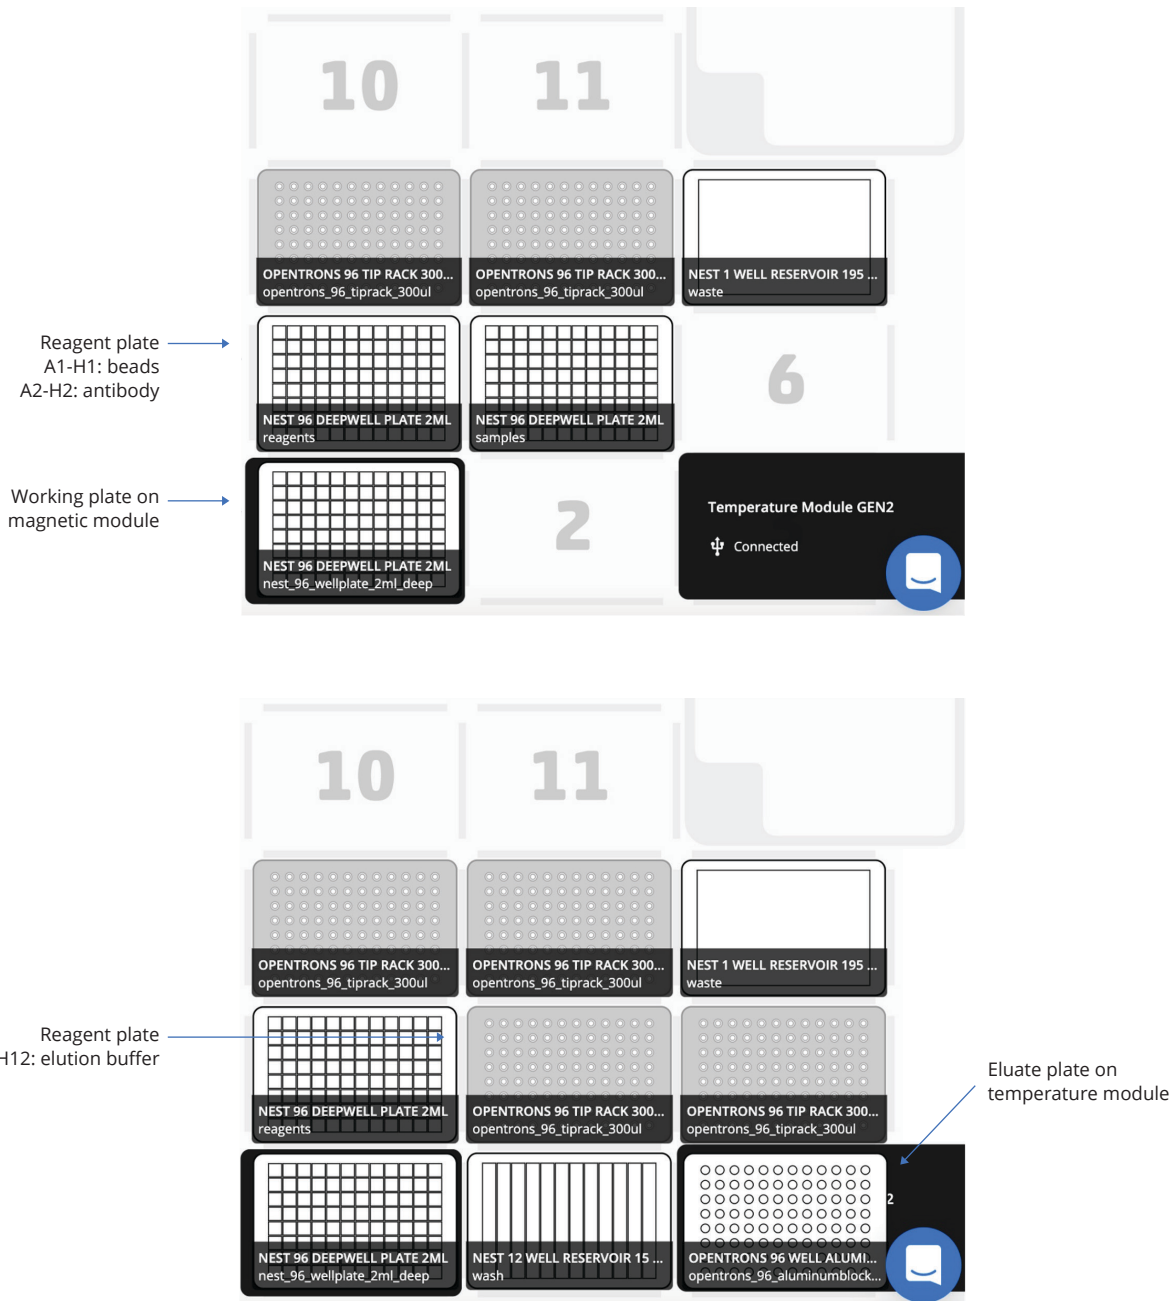 10
11
OPENTRONS 96 TIP RACK 300...
opentrons_96_tiprack_300ul
OPENTRONS 96 TIP RACK 300...
opentrons_96_tiprack_300ul
NEST 1 WELL RESERVOIR 195 ...
waste
Reagent plate
A1-H1: beads
A2-H2: antibody
NEST 96 DEEPWELL PLATE 2ML
reagents
NEST 96 DEEPWELL PLATE 2ML
samples
6
Working plate on
magnetic module
NEST 96 DEEPWELL PLATE 2ML
nest_96_wellplate_2ml_deep
2
Temperature Module GEN2
Connected
10
11
OPENTRONS 96 TIP RACK 300...
opentrons_96_tiprack_300ul
OPENTRONS 96 TIP RACK 300...
opentrons_96_tiprack_300ul
NEST 1 WELL RESERVOIR 195 ...
waste
Reagent plate
H12: elution buffer
NEST 96 DEEPWELL PLATE 2ML
reagents
OPENTRONS 96 TIP RACK 300...
opentrons_96_tiprack_300ul
OPENTRONS 96 TIP RACK 300...
opentrons_96_tiprack_300ul
Eluate plate on
temperature module
NEST 96 DEEPWELL PLATE 2ML
nest_96_wellplate_2ml_deep
NEST 12 WELL RESERVOIR 15 ...
wash
2
OPENTRONS 96 WELL ALUMI...
opentrons_96_aluminumblock...